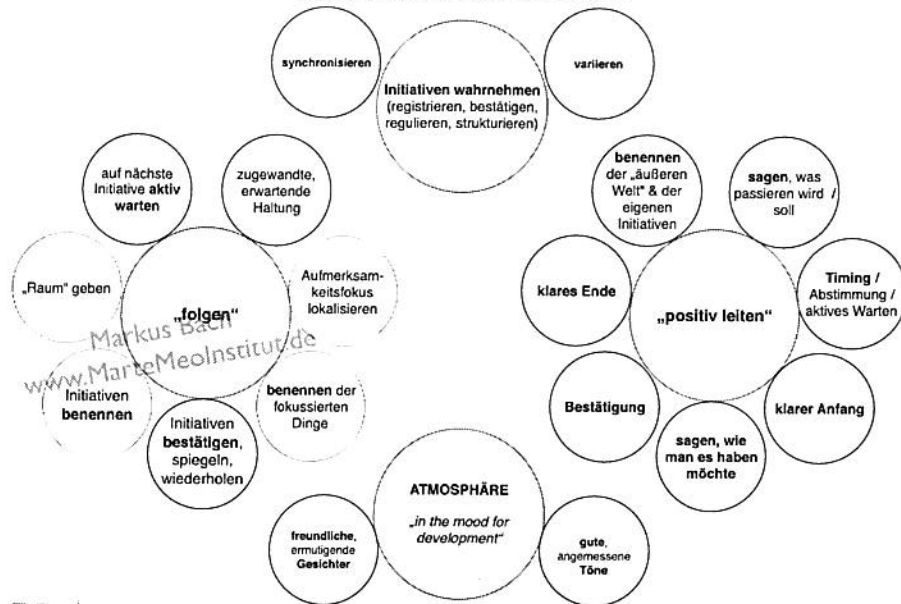 synchronisieren
Initiativen wahrnehmen
(registrieren, bestätigen,
regulieren, strukturieren)
variieren
auf nächste
Initiative aktiv
warten
zugewandte,
erwartende
Haltung
„Raum" geben
„folgen"
Aufmerksam-
keitsfokus
lokalisieren
Markus Bach
www.MarteMeoInstitut.de
Initiativen
benennen
Initiativen
bestätigen,
spiegeln,
wiederholen
benennen der
fokussierten
Dinge
benennen
der „äußeren
Welt" & der
eigenen
Initiativen
sagen, was
passieren wird /
soll
klares Ende
„positiv leiten"
Timing /
Abstimmung /
aktives Warten
Bestätigung
sagen, wie
man es haben
möchte
klarer Anfang
freundliche,
ermutigende
Gesichter
ATMOSPHÄRE
„in the mood for
development"
gute,
angemessene
Töne